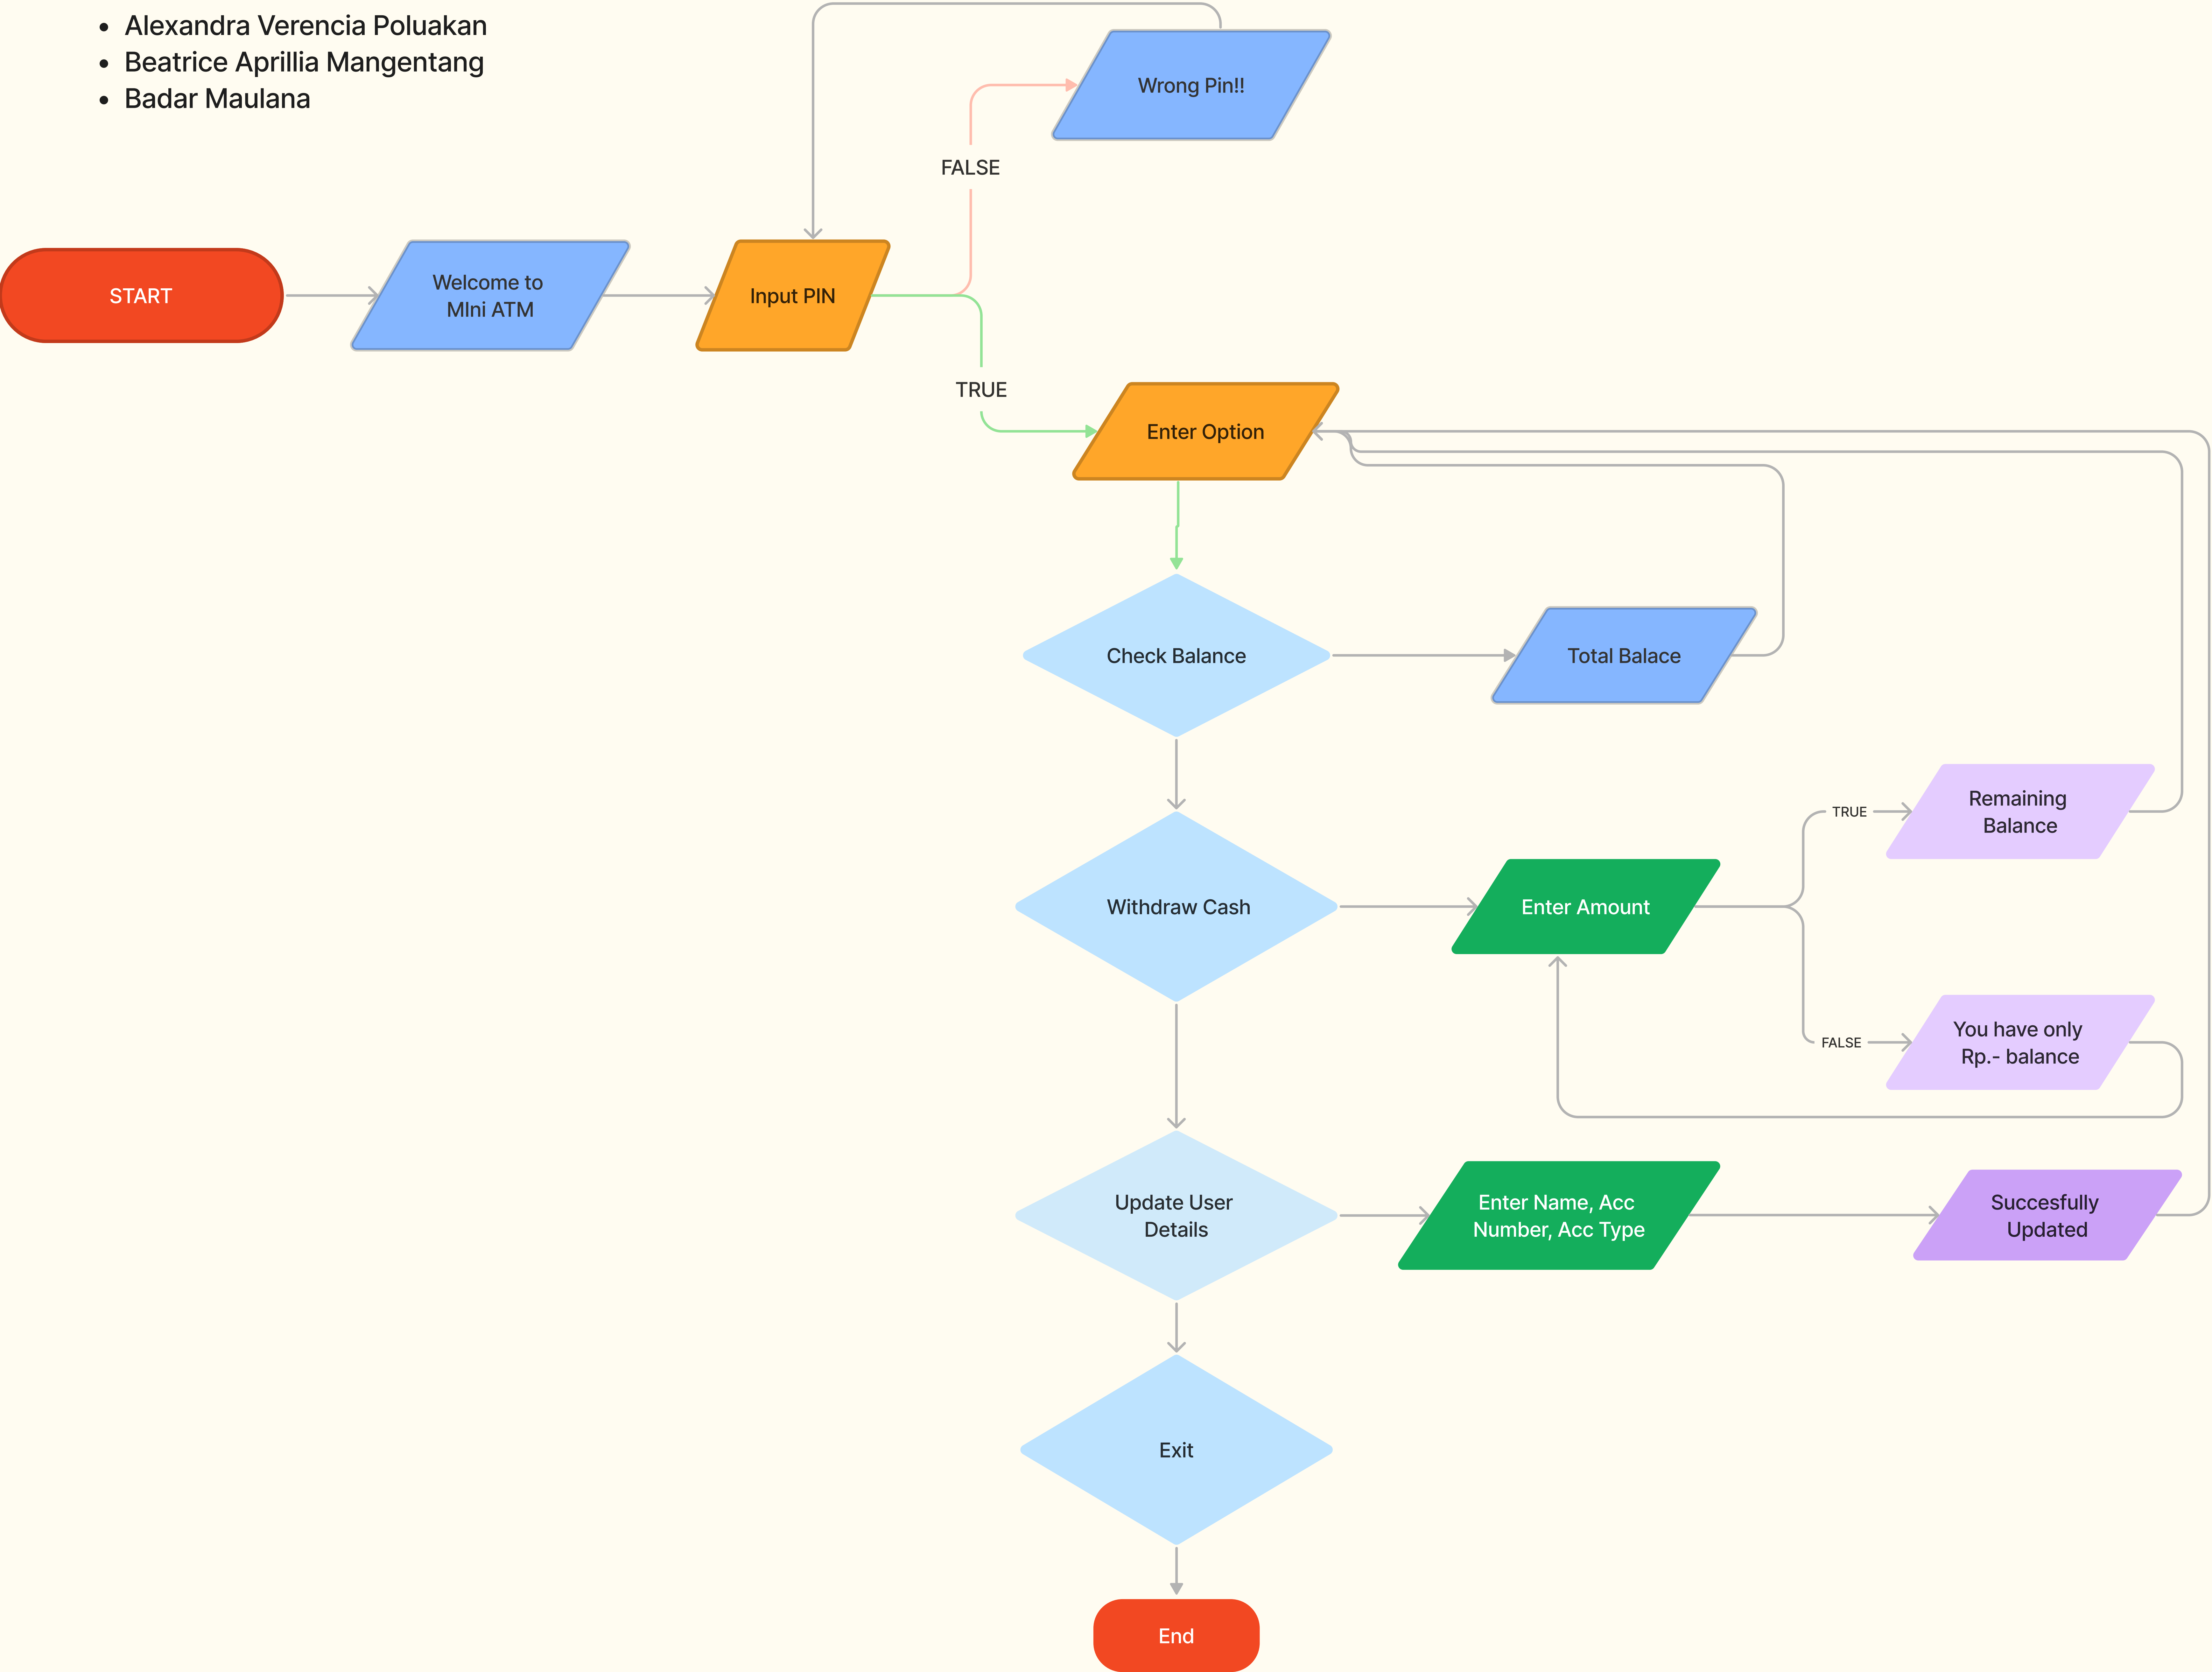 Alexandra Verencia Poluakan
Beatrice Aprillia Mangentang
Badar Maulana
Wrong Pin!!
FALSE
START
Welcome to
MIni ATM
Input PIN
TRUE
Enter Option
Check Balance
Total Balace
Remaining
Balance
TRUE
Withdraw Cash
Enter Amount
FALSE
You have only
Rp.- balance
Update User
Details
Enter Name, Acc
Number, Acc Type
Succesfully
Updated
Exit
End